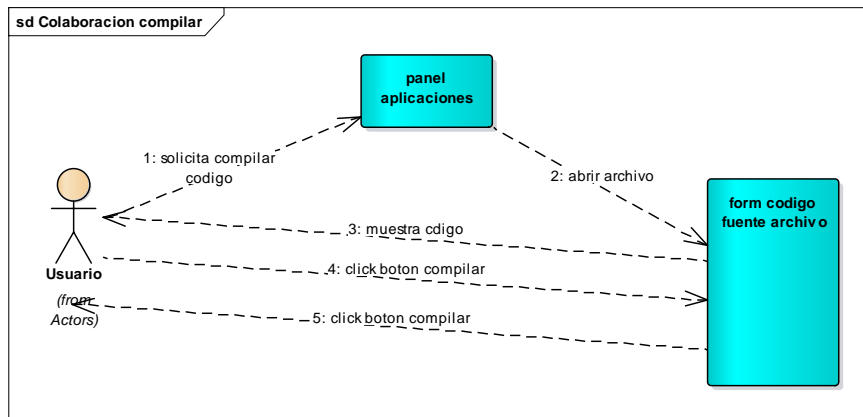 sd Colaboracion compilar
panel
aplicaciones
1: solicita compilar
codigo
2: abrir archivo
form codigo
fuente archivo
3: muestra cdigo
Usuario
4: click boton compilar
(from
Actors)
5: click boton compilar